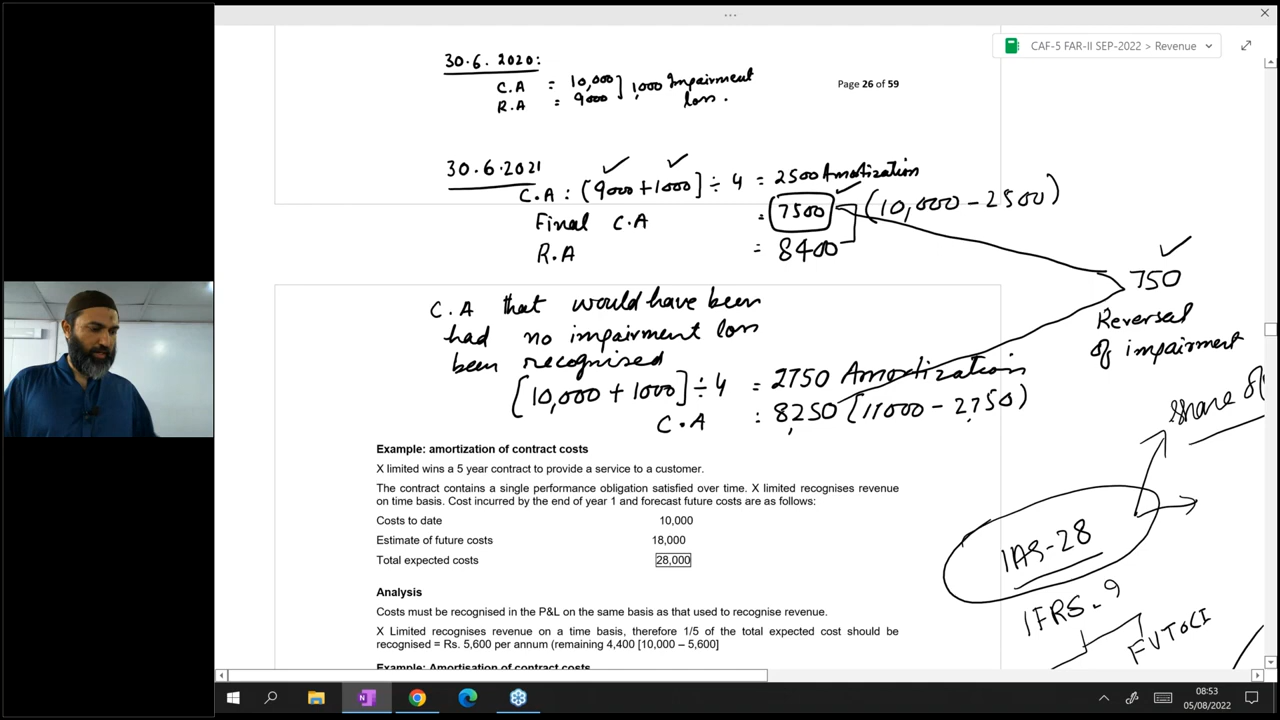 CAF-5 FAR-II SEP-2022 > Revenue
30.6.2020:
C.A = 10,000
R.A = 9000
1,000 Impairment loss.
Page 26 of 59
30.6.2021
C.A : (9000+1000] ÷ 4 = 2500 Amortization
Final C.A = 7500 (10,000 - 2500)
R.A = 8400
750
Reversal
of impairment
C.A that would have been
had no impairment loss
been recognised
[10,000 + 1000] ÷ 4 = 2750 Amortization
C.A : 8250 (11000 - 2750)
share of
IAS-28
IFRS-9
FVTOCI
Example: amortization of contract costs
X limited wins a 5 year contract to provide a service to a customer.
The contract contains a single performance obligation satisfied over time. X limited recognises revenue
on time basis. Cost incurred by the end of year 1 and forecast future costs are as follows:
Costs to date 10,000
Estimate of future costs 18,000
Total expected costs 28,000
Analysis
Costs must be recognised in the P&L on the same basis as that used to recognise revenue.
X Limited recognises revenue on a time basis, therefore 1/5 of the total expected cost should be
recognised = Rs. 5,600 per annum (remaining 4,400 [10,000 – 5,600]
Example: Amortisation of contract costs
08:53
05/08/2022